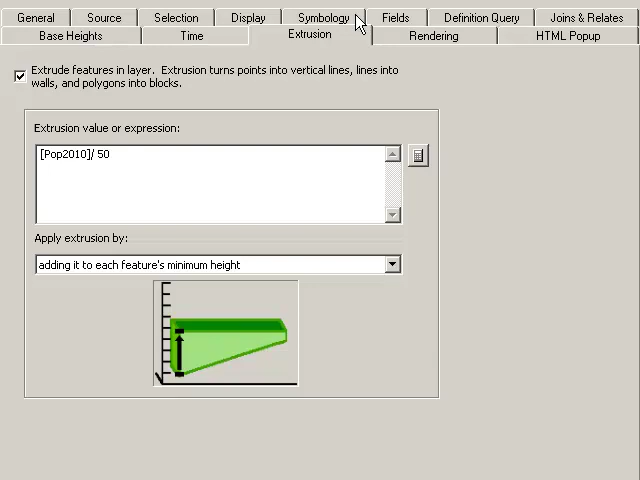 General Source Selection Display Symbology Fields Definition Query Joins & Relates
Base Heights Time Extrusion Rendering HTML Popup
Extrude features in layer. Extrusion turns points into vertical lines, lines into
walls, and polygons into blocks.
Extrusion value or expression:
[Pop2010]/ 50
Apply extrusion by:
adding it to each feature's minimum height